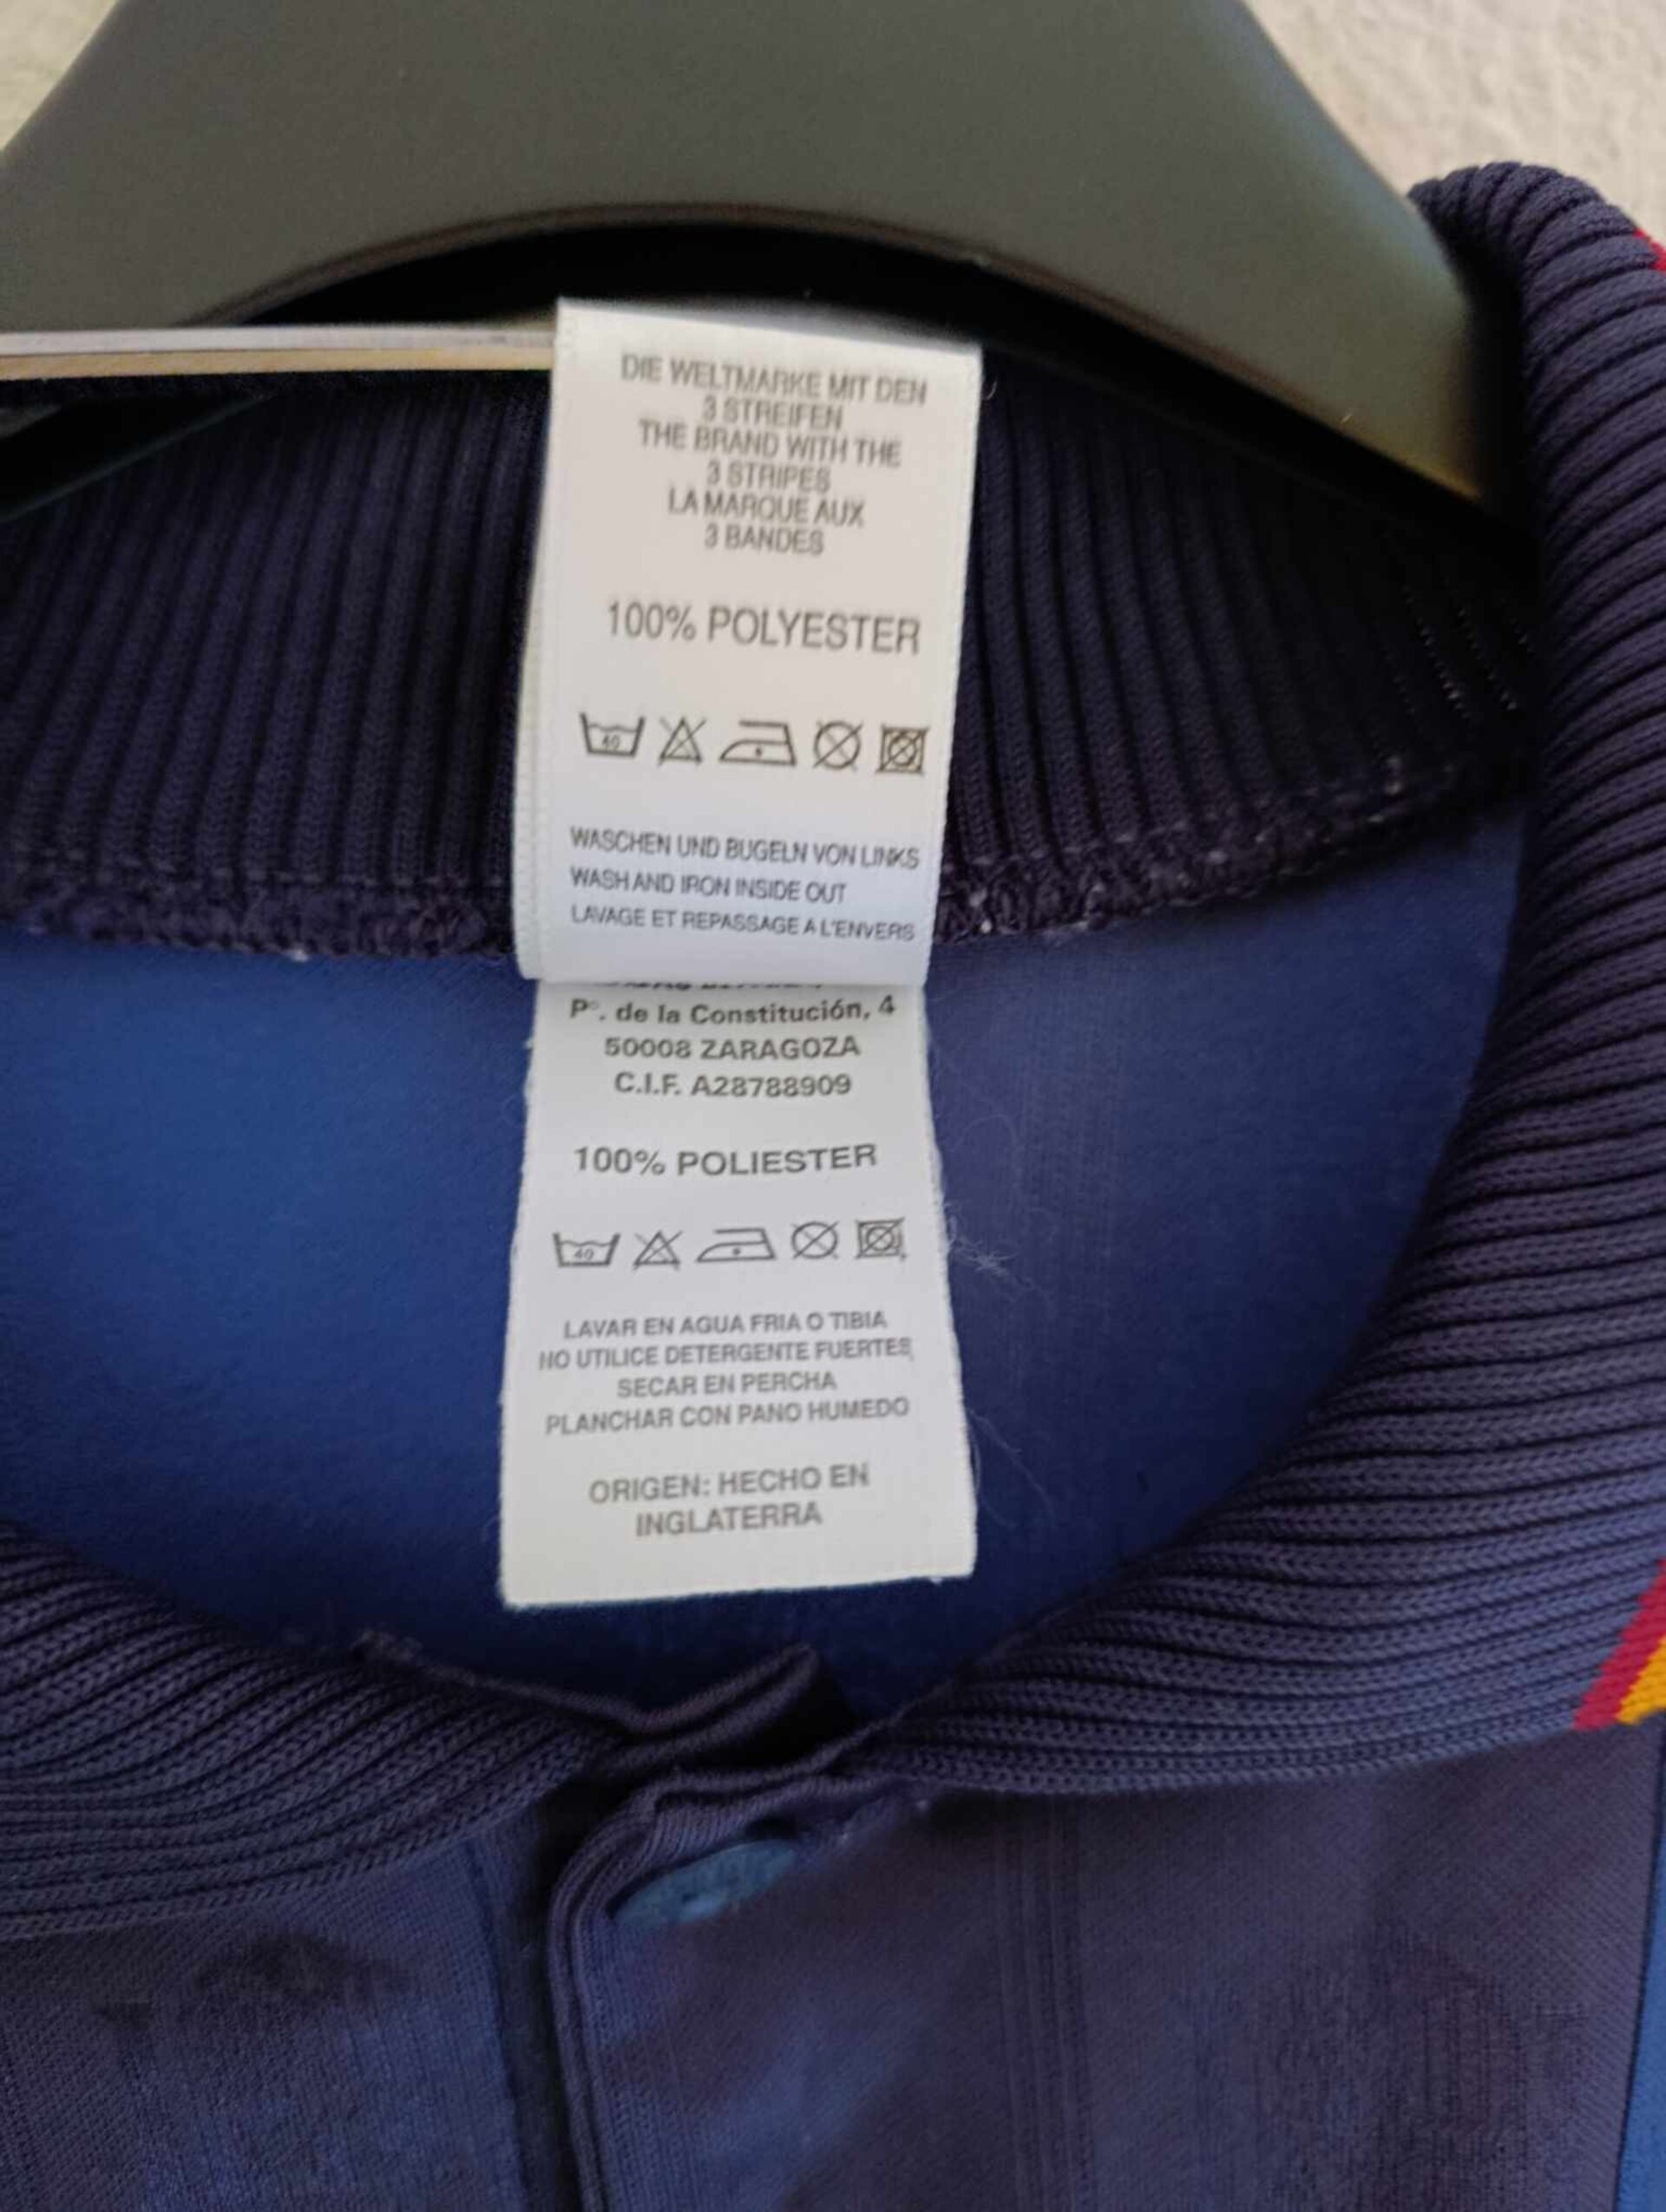 DIE WELTMARKE MIT DEN
3 STREIFEN
THE BRAND WITH THE
3 STRIPES
LA MARQUE AUX
3 BANDES
100% POLYESTER
40
WASCHEN UND BUGELN VON LINKS
WASH AND IRON INSIDE OUT
LAVAGE ET REPASSAGE A L'ENVERS
Pº. de la Constitución, 4
50008 ZARAGOZA
C.I.F. A28788909
100% POLIESTER
40
LAVAR EN AGUA FRIA O TIBIA
NO UTILICE DETERGENTE FUERTES
SECAR EN PERCHA
PLANCHAR CON PANO HUMEDO
ORIGEN: HECHO EN
INGLATERRA